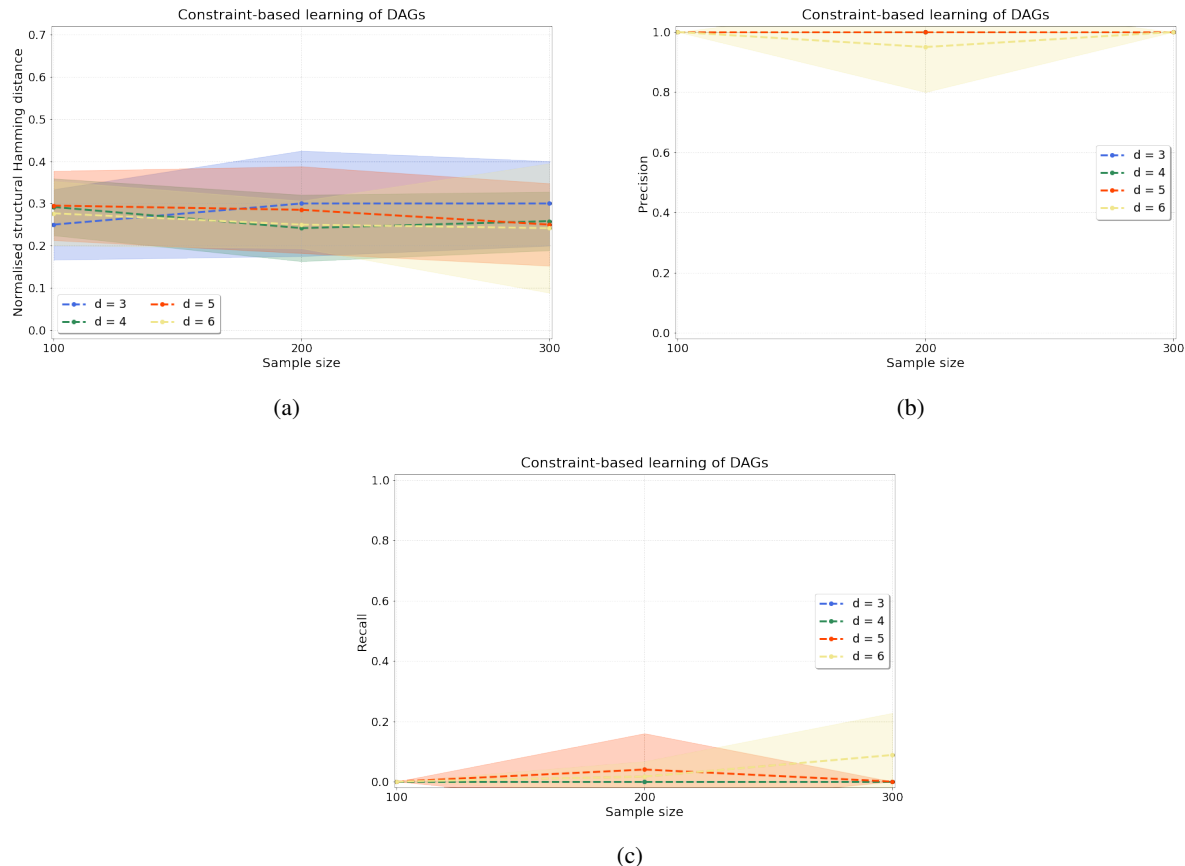 Constraint-based learning of DAGs
Normalised structural Hamming distance
0.7
0.6
0.5
0.4
0.3
0.2
0.1
0.0
d = 3
d = 4
d = 5
d = 6
100
200
300
Sample size
(a)
Constraint-based learning of DAGs
Precision
1.0
0.8
0.6
0.4
0.2
0.0
d = 3
d = 4
d = 5
d = 6
100
200
300
Sample size
(b)
Constraint-based learning of DAGs
Recall
1.0
0.8
0.6
0.4
0.2
0.0
d = 3
d = 4
d = 5
d = 6
100
200
300
Sample size
(c)